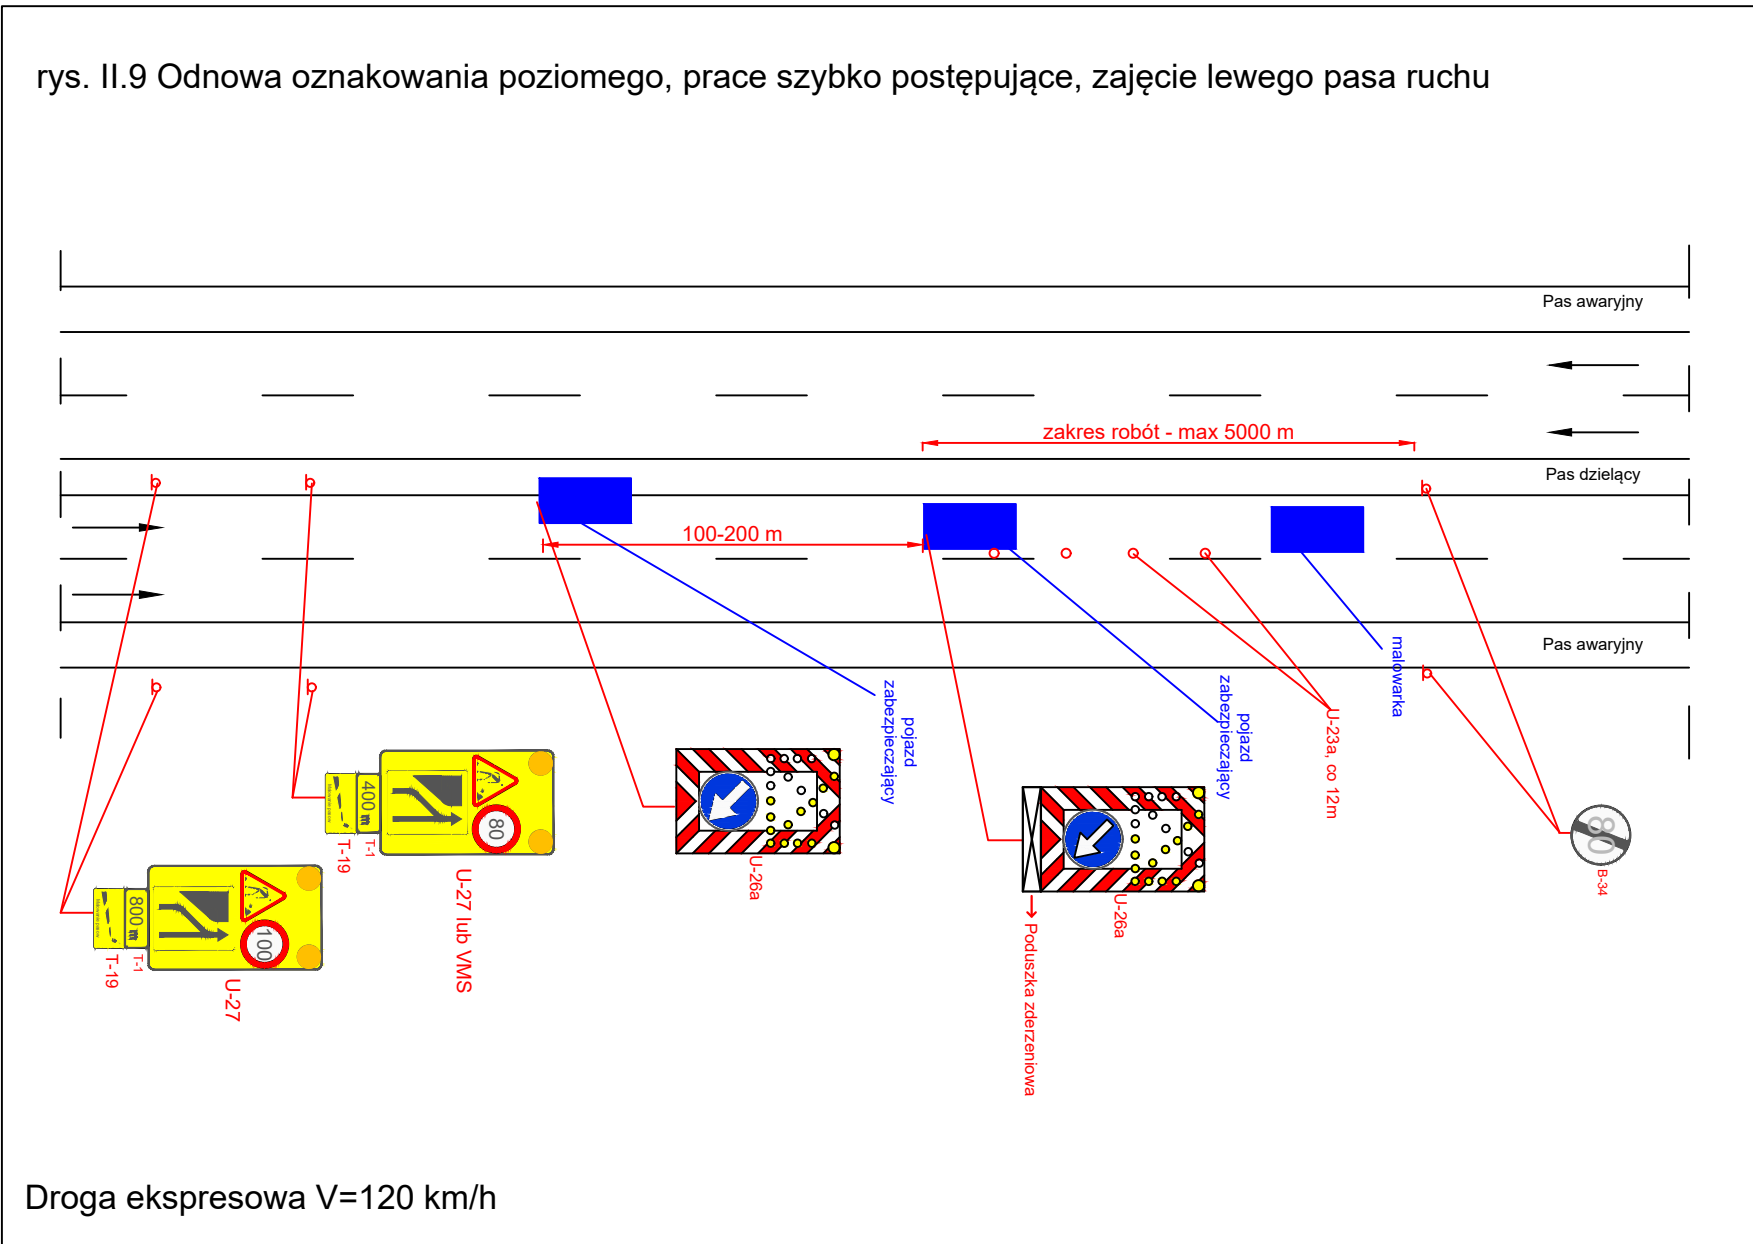 rys. II.9 Odnowa oznakowania poziomego, prace szybko postępujące, zajęcie lewego pasa ruchu
Pas awaryjny
zakres robót - max 5000 m
Pas dzielący
100-200 m
Pas awaryjny
malowarka
pojazd
zabezpieczający
pojazd
zabezpieczający
U-23a, co 12m
400 m
80
T-19
T-1
U-27 lub VMS
U-26a
U-26a
Poduszka zderzeniowa
80
B-34
800 m
100
T-19
T-1
U-27
Droga ekspresowa V=120 km/h